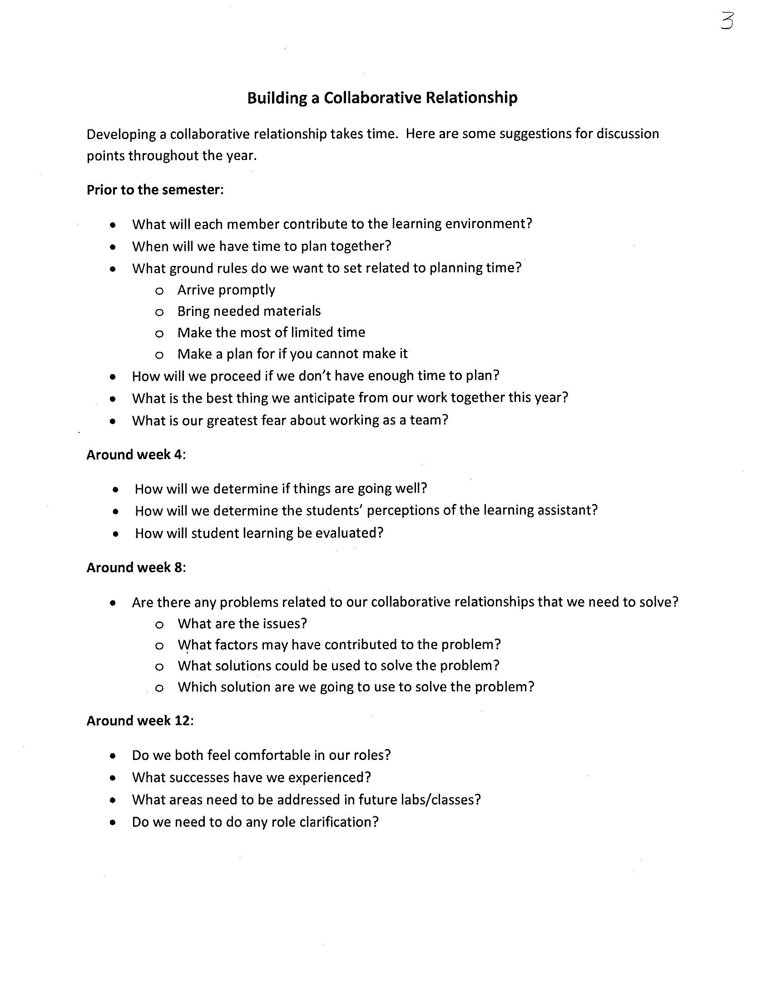 3
Building a Collaborative Relationship
Developing a collaborative relationship takes time.  Here are some suggestions for discussion
points throughout the year.
Prior to the semester:
• What will each member contribute to the learning environment?
• When will we have time to plan together?
• What ground rules do we want to set related to planning time?
o Arrive promptly
o Bring needed materials
o Make the most of limited time
o Make a plan for if you cannot make it
• How will we proceed if we don't have enough time to plan?
• What is the best thing we anticipate from our work together this year?
• What is our greatest fear about working as a team?
Around week 4:
• How will we determine if things are going well?
• How will we determine the students' perceptions of the learning assistant?
• How will student learning be evaluated?
Around week 8:
• Are there any problems related to our collaborative relationships that we need to solve?
o What are the issues?
o What factors may have contributed to the problem?
o What solutions could be used to solve the problem?
o Which solution are we going to use to solve the problem?
Around week 12:
• Do we both feel comfortable in our roles?
• What successes have we experienced?
• What areas need to be addressed in future labs/classes?
• Do we need to do any role clarification?